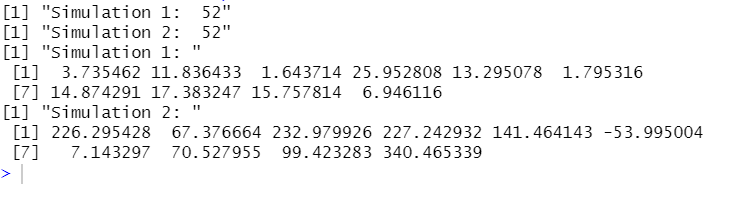 [1] "Simulation 1:  52"
[1] "Simulation 2:  52"
[1] "Simulation 1: "
 [1]  3.735462 11.836433  1.643714 25.952808 13.295078  1.795316
 [7] 14.874291 17.383247 15.757814  6.946116
[1] "Simulation 2: "
 [1] 226.295428  67.376664 232.979926 227.242932 141.464143 -53.995004
 [7]   7.143297  70.527955  99.423283 340.465339
>